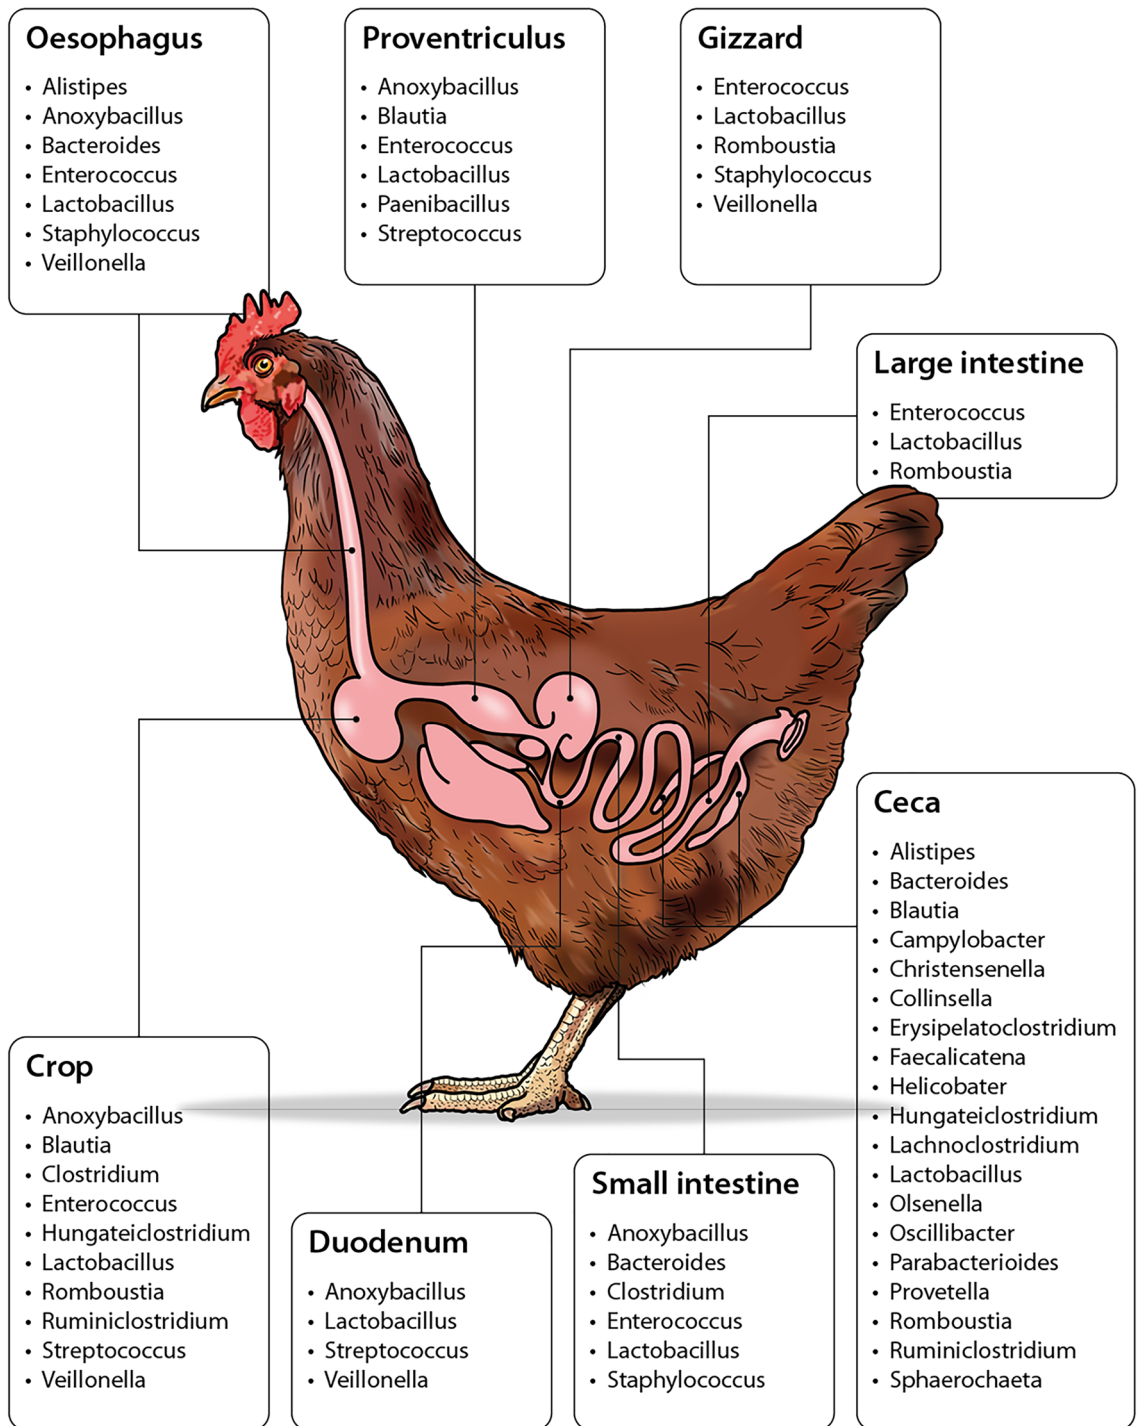 Oesophagus
• Alistipes
• Anoxybacillus
• Bacteroides
• Enterococcus
• Lactobacillus
• Staphylococcus
• Veillonella
Proventriculus
• Anoxybacillus
• Blautia
• Enterococcus
• Lactobacillus
• Paenibacillus
• Streptococcus
Gizzard
• Enterococcus
• Lactobacillus
• Romboustia
• Staphylococcus
• Veillonella
Large intestine
• Enterococcus
• Lactobacillus
• Romboustia
Crop
• Anoxybacillus
• Blautia
• Clostridium
• Enterococcus
• Hungateiclostridium
• Lactobacillus
• Romboustia
• Ruminiclostridium
• Streptococcus
• Veillonella
Duodenum
• Anoxybacillus
• Lactobacillus
• Streptococcus
• Veillonella
Small intestine
• Anoxybacillus
• Bacteroides
• Clostridium
• Enterococcus
• Lactobacillus
• Staphylococcus
Ceca
• Alistipes
• Bacteroides
• Blautia
• Campylobacter
• Christensenella
• Collinsella
• Erysipelatoclostridium
• Faecalicatena
• Helicobater
• Hungateiclostridium
• Lachnoclostridium
• Lactobacillus
• Olsenella
• Oscillibacter
• Parabacterioides
• Provetella
• Romboustia
• Ruminiclostridium
• Sphaerochaeta